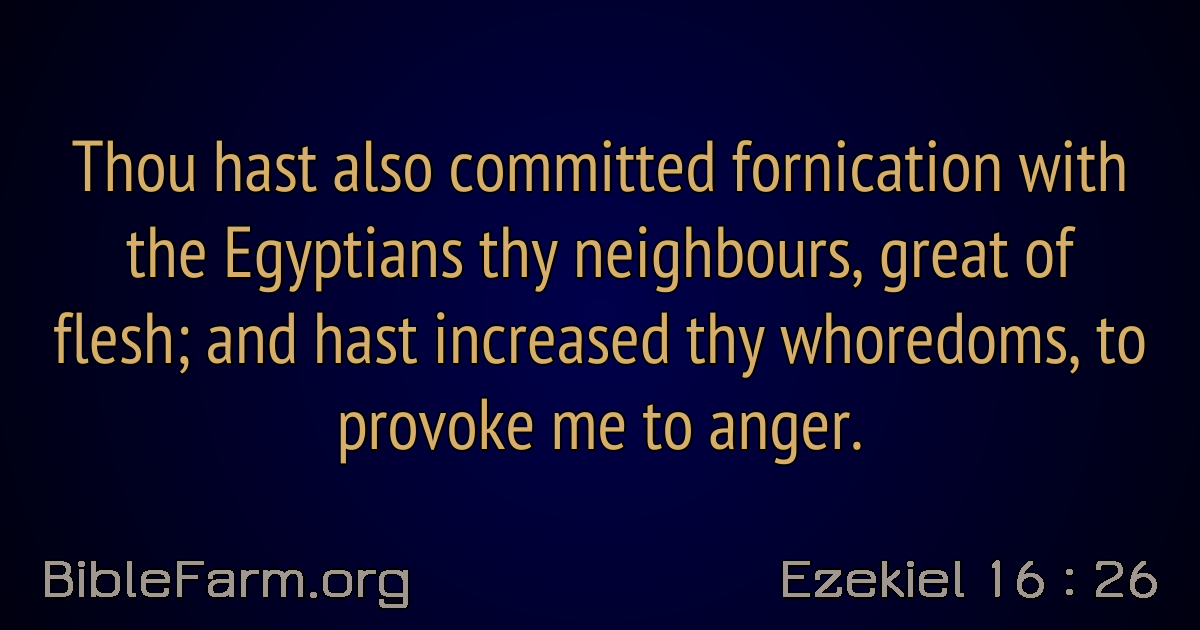 Thou hast also committed fornication with
the Egyptians thy neighbours, great of
flesh; and hast increased thy whoredoms, to
provoke me to anger.
BibleFarm.org
Ezekiel 16 : 26